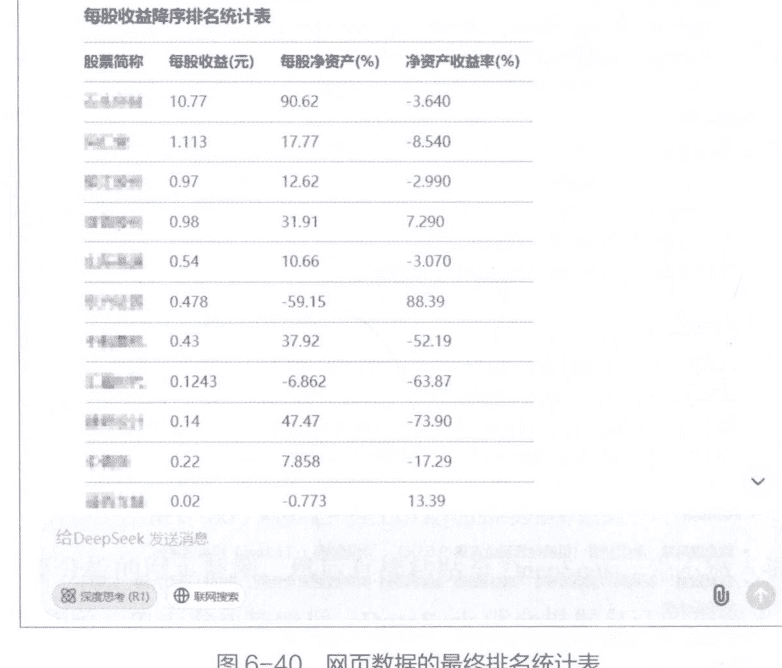 每股收益降序排名统计表
股票简称 每股收益(元) 每股净资产(%) 净资产收益率(%)
10.77 90.62 -3.640
1.113 17.77 -8.540
0.97 12.62 -2.990
0.98 31.91 7.290
0.54 10.66 -3.070
0.478 -59.15 88.39
0.43 37.92 -52.19
0.1243 -6.862 -63.87
0.14 47.47 -73.90
0.22 7.858 -17.29
0.02 -0.773 13.39
给DeepSeek 发送消息
深度思考 (R1) 联网搜索
图 6-40 网页数据的最终排名统计表